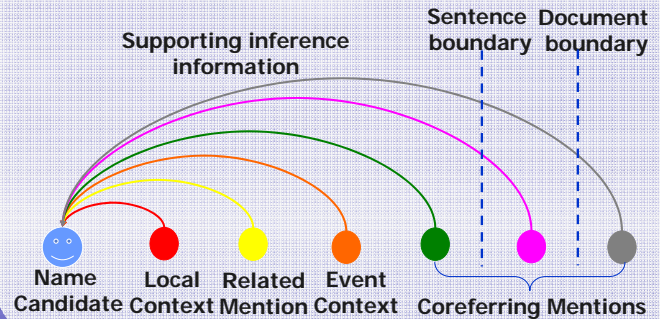 Supporting inference
information
Sentence
boundary
Document
boundary
Name
Candidate
Local
Context
Related
Mention
Event
Context
Coreferring Mentions